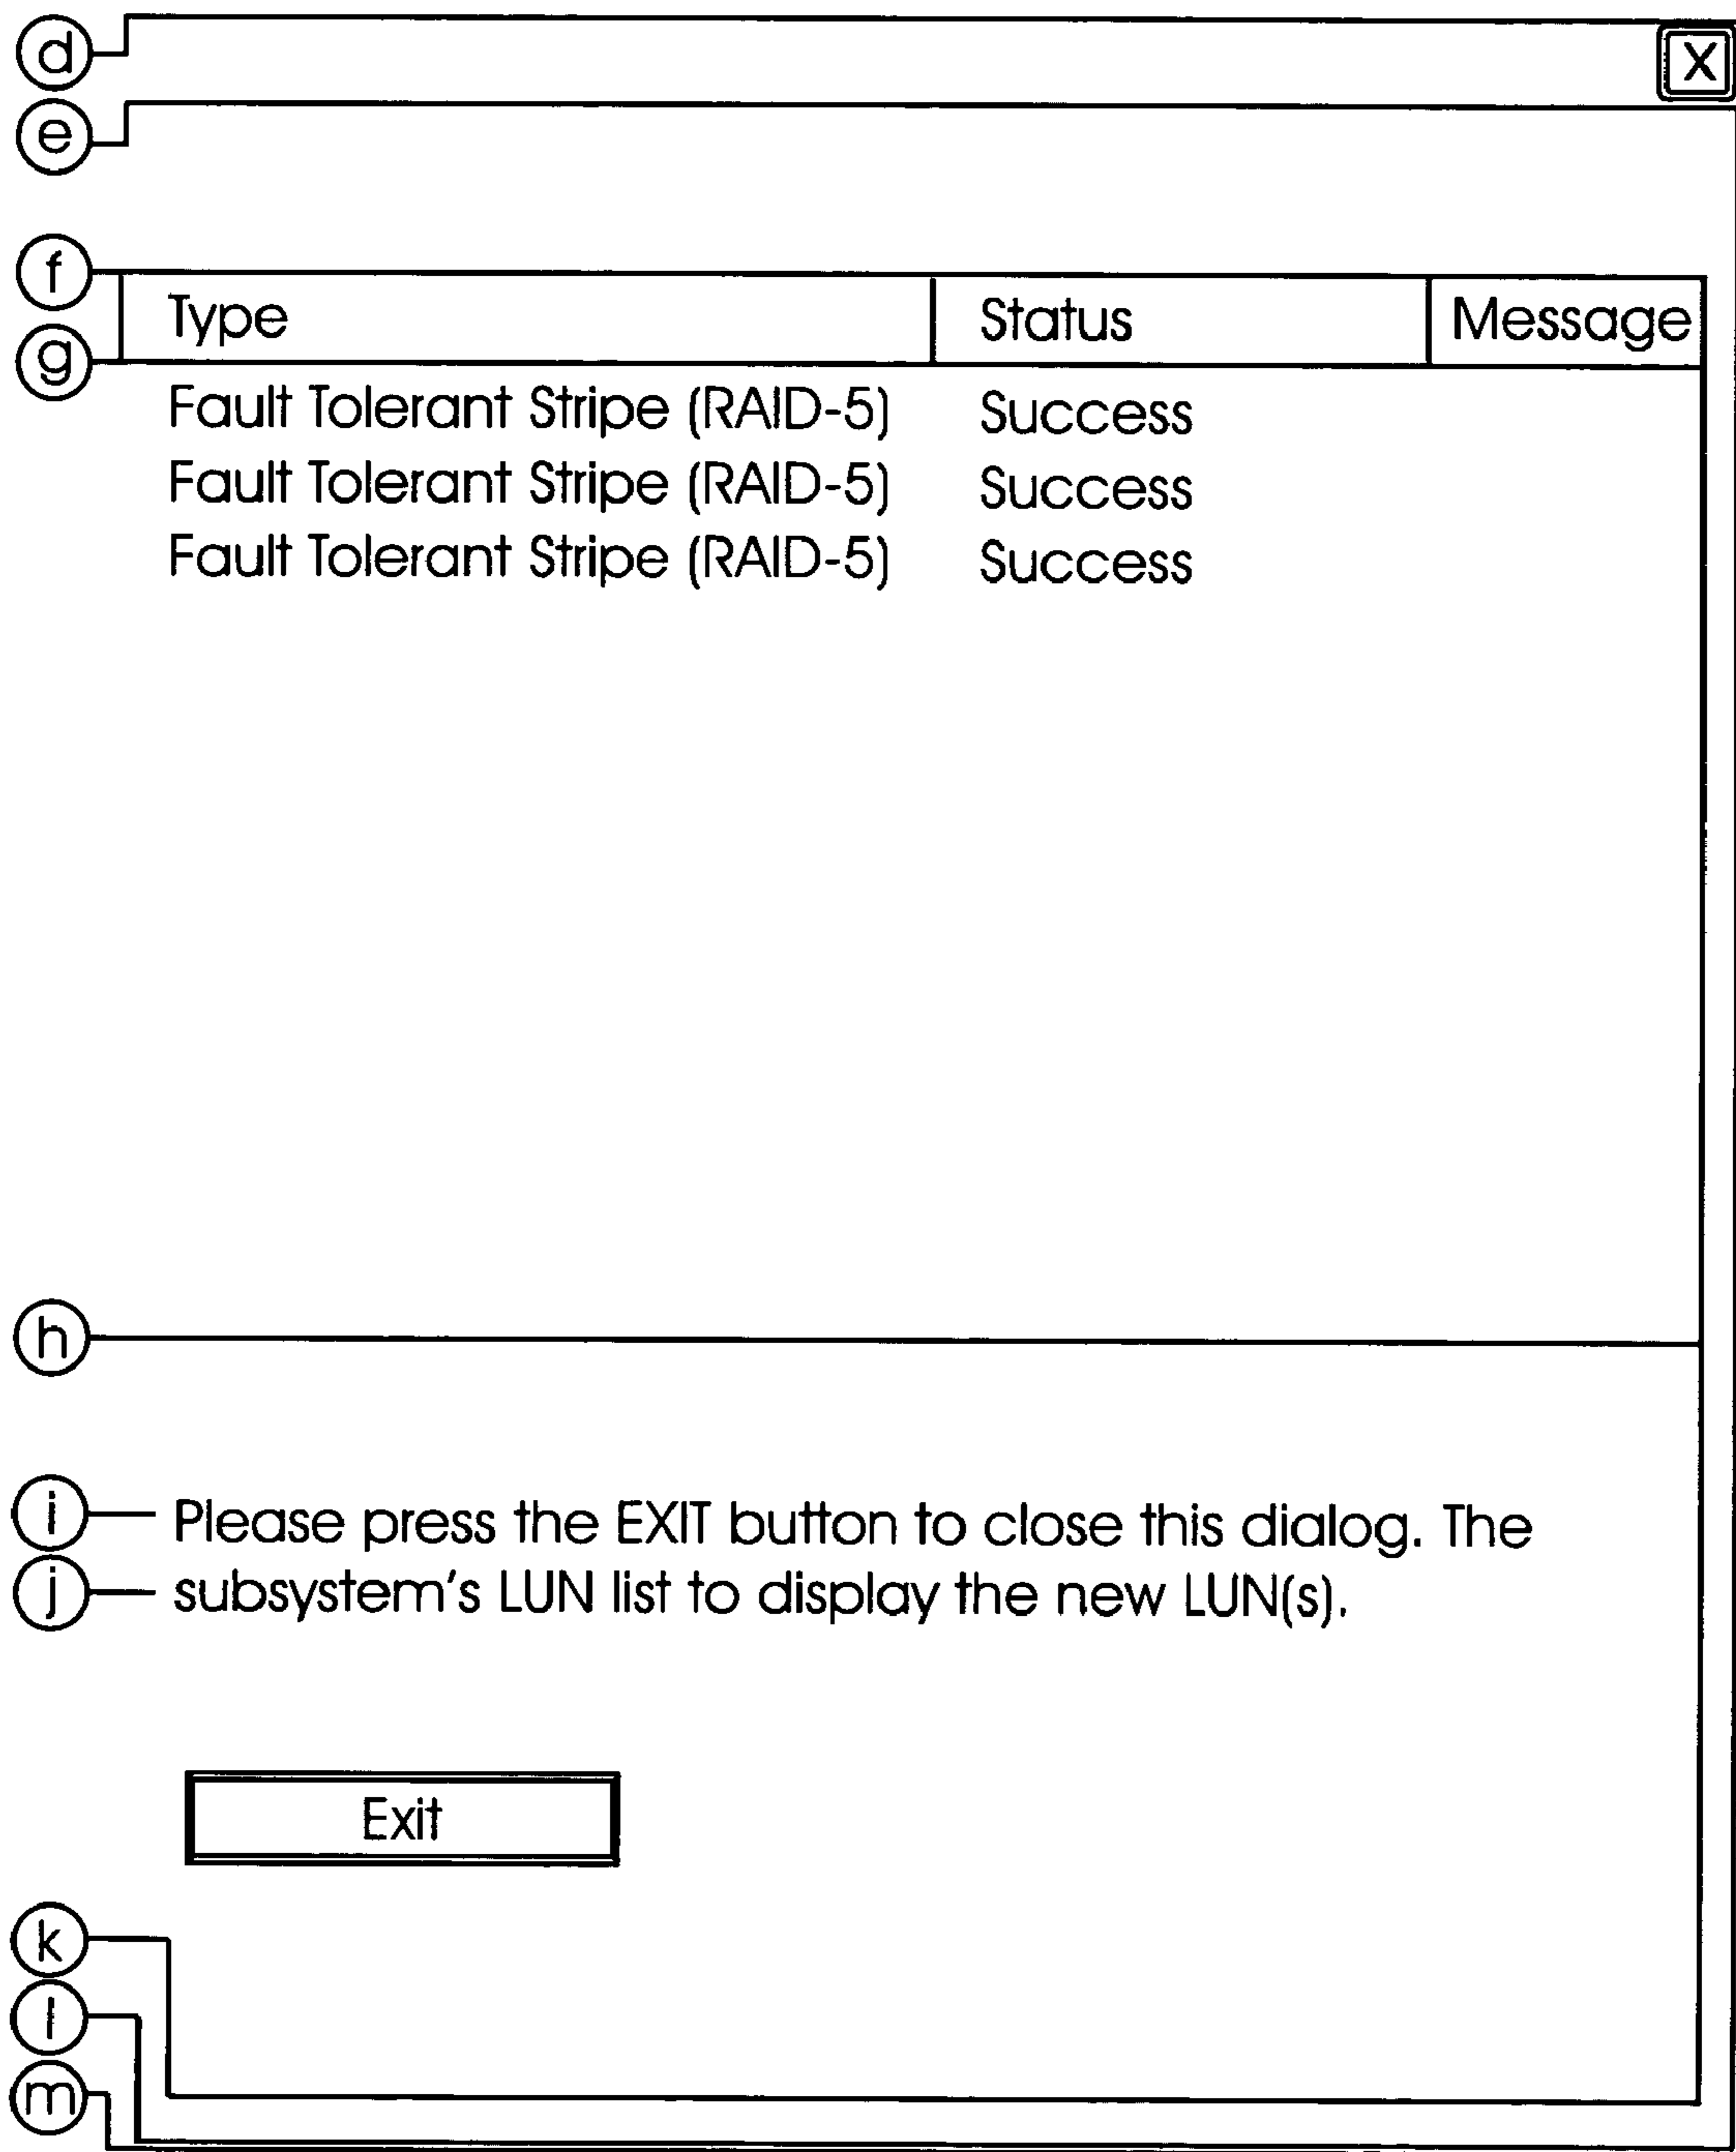 d
X
e
f
Type Status Message
g
Fault Tolerant Stripe (RAID-5) Success
Fault Tolerant Stripe (RAID-5) Success
Fault Tolerant Stripe (RAID-5) Success
h
i Please press the EXIT button to close this dialog. The
j subsystem's LUN list to display the new LUN(s).
Exit
k
l
m